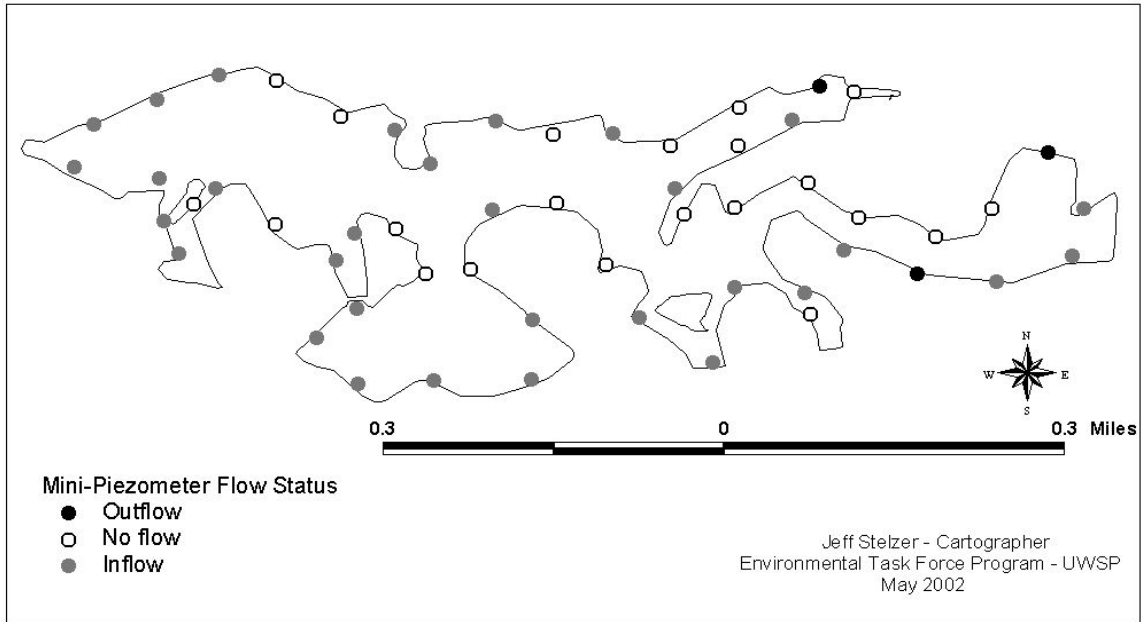 N
W E
S
0.3 0 0.3 Miles
Mini-Piezometer Flow Status
Outflow
No flow
Inflow
Jeff Stelzer - Cartographer
Environmental Task Force Program - UWSP
May 2002